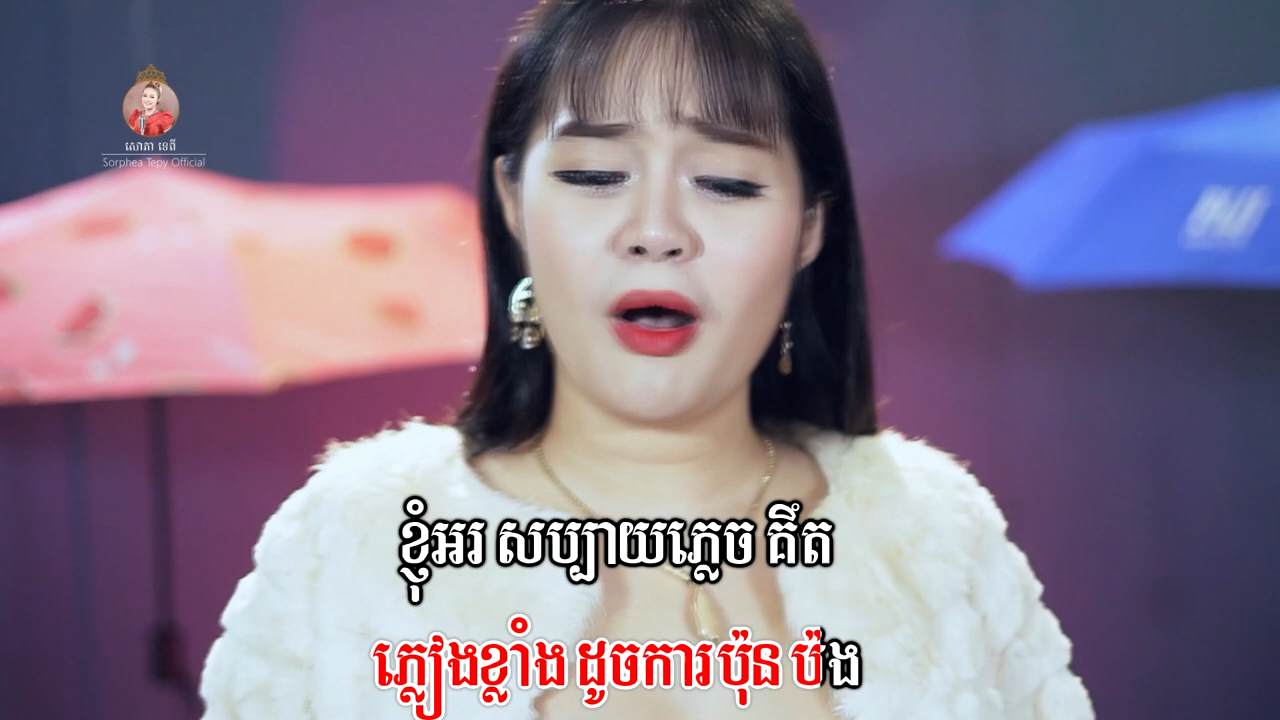 សោភា ទេពី
Sorphea Tepy Official
ខ្ញុំអរ សប្បាយភ្លេច គឹត
ភ្លៀងខ្លាំង ដូចការប៉ុន ប៉ង